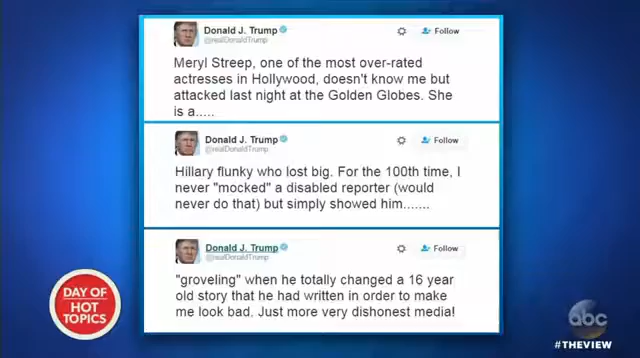 Donald J. Trump
@realDonaldTrump
Follow
Meryl Streep, one of the most over-rated
actresses in Hollywood, doesn't know me but
attacked last night at the Golden Globes. She
is a.....
Donald J. Trump
@realDonaldTrump
Follow
Hillary flunky who lost big. For the 100th time, I
never "mocked" a disabled reporter (would
never do that) but simply showed him.......
Donald J. Trump
@realDonaldTrump
Follow
"groveling" when he totally changed a 16 year
old story that he had written in order to make
me look bad. Just more very dishonest media!
DAY OF
HOT
TOPICS
abc
#THEVIEW